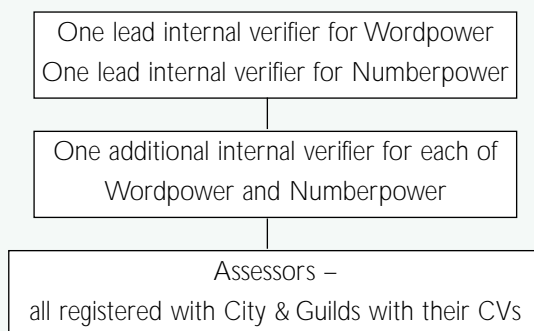 One lead internal verifier for Wordpower
One lead internal verifier for Numberpower
One additional internal verifier for each of
Wordpower and Numberpower
Assessors –
all registered with City & Guilds with their CVs